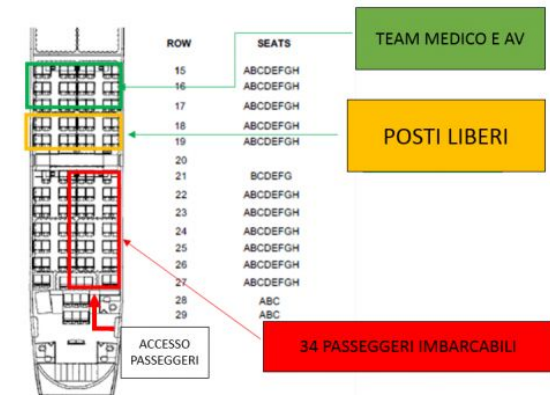 TEAM MEDICO E AV
ROW SEATS
15 ABCDEFGH
16 ABCDEFGH
17 ABCDEFGH
18 ABCDEFGH
19 ABCDEFGH
20
21 BCDEFG
22 ABCDEFGH
23 ABCDEFGH
24 ABCDEFGH
25 ABCDEFGH
26 ABCDEFGH
27 ABCDEFGH
28 ABC
29 ABC
POSTI LIBERI
ACCESSO
PASSEGGERI
34 PASSEGGERI IMBARCABILI